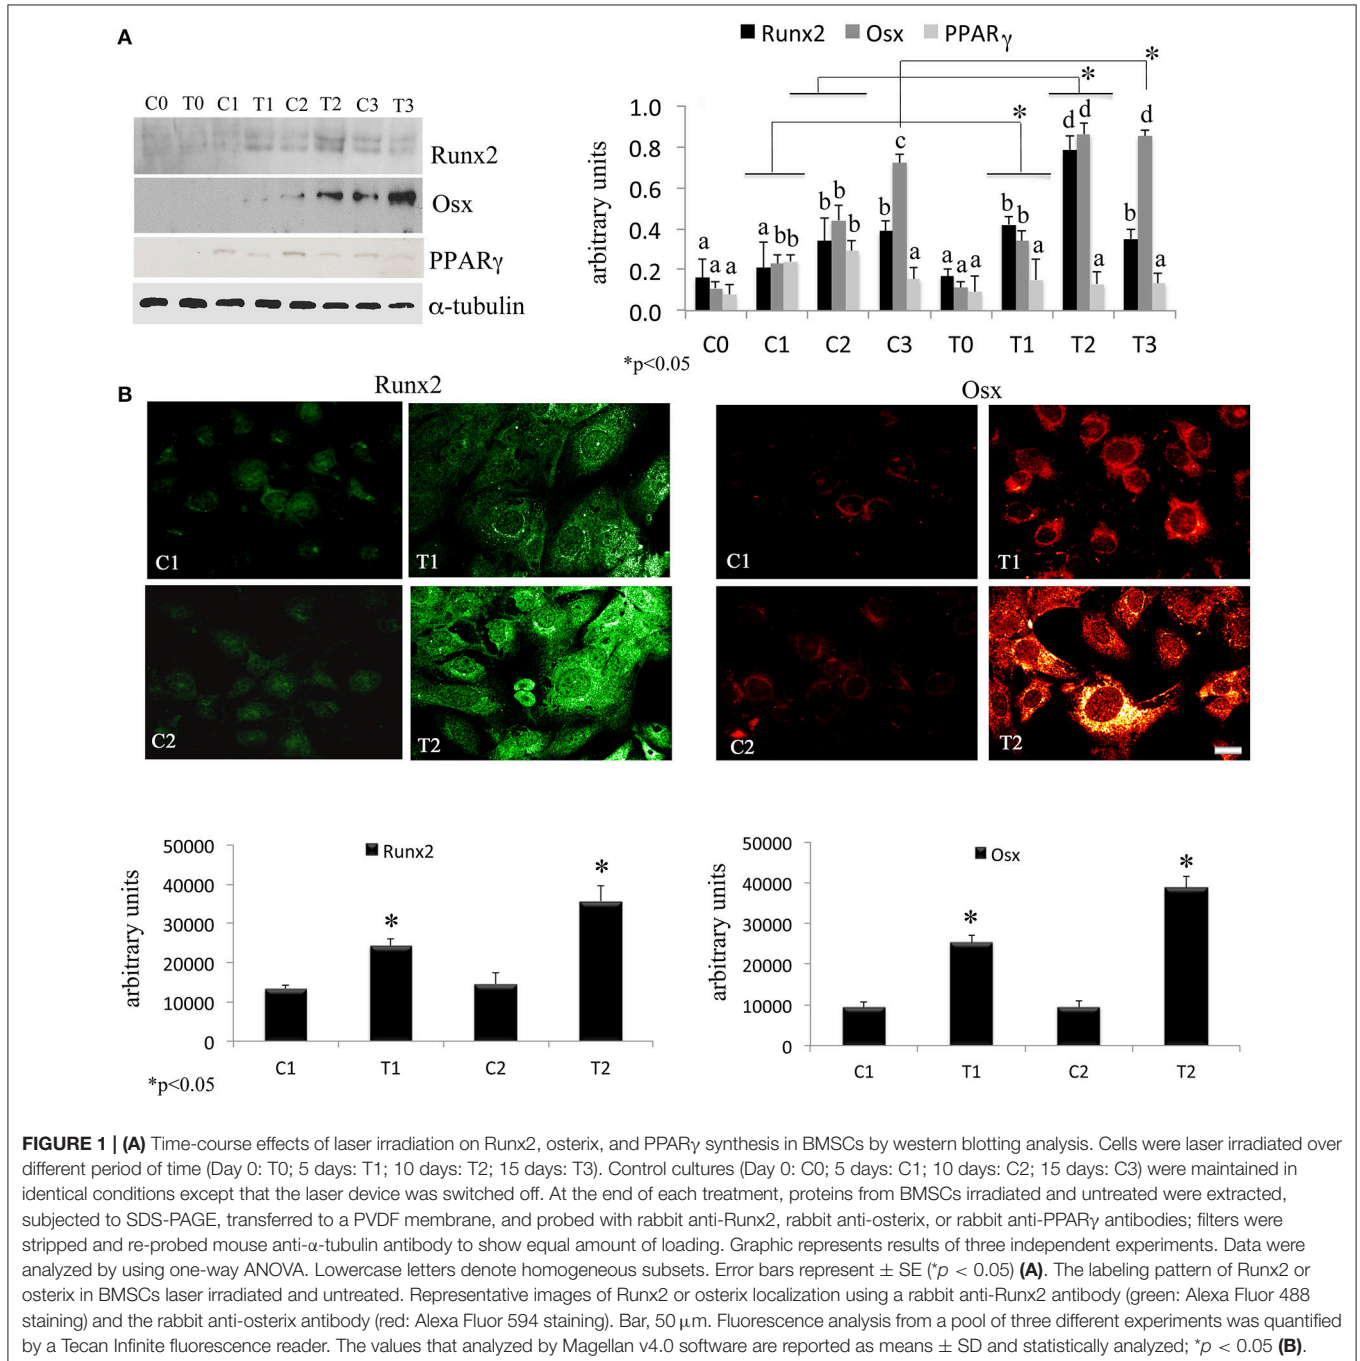 A
Runx2 Osx PPARγ
C0 T0 C1 T1 C2 T2 C3 T3
Runx2
Osx
PPARγ
α-tubulin
* * *
arbitrary units
1.0
0.8
0.6
0.4
0.2
0.0
a a a a b b b b b b c a a a a b b a d d a b d a
C0 C1 C2 C3 T0 T1 T2 T3
*p<0.05
B
Runx2 Osx
C1 T1 C1 T1
C2 T2 C2 T2
arbitrary units
50000
40000
30000
20000
10000
0
Runx2
* *
C1 T1 C2 T2
*p<0.05
arbitrary units
50000
40000
30000
20000
10000
0
Osx
* *
C1 T1 C2 T2
FIGURE 1 | (A) Time-course effects of laser irradiation on Runx2, osterix, and PPARγ synthesis in BMSCs by western blotting analysis. Cells were laser irradiated over
different period of time (Day 0: T0; 5 days: T1; 10 days: T2; 15 days: T3). Control cultures (Day 0: C0; 5 days: C1; 10 days: C2; 15 days: C3) were maintained in
identical conditions except that the laser device was switched off. At the end of each treatment, proteins from BMSCs irradiated and untreated were extracted,
subjected to SDS-PAGE, transferred to a PVDF membrane, and probed with rabbit anti-Runx2, rabbit anti-osterix, or rabbit anti-PPARγ antibodies; filters were
stripped and re-probed mouse anti-α-tubulin antibody to show equal amount of loading. Graphic represents results of three independent experiments. Data were
analyzed by using one-way ANOVA. Lowercase letters denote homogeneous subsets. Error bars represent ± SE (*p < 0.05) (A). The labeling pattern of Runx2 or
osterix in BMSCs laser irradiated and untreated. Representative images of Runx2 or osterix localization using a rabbit anti-Runx2 antibody (green: Alexa Fluor 488
staining) and the rabbit anti-osterix antibody (red: Alexa Fluor 594 staining). Bar, 50 μm. Fluorescence analysis from a pool of three different experiments was quantified
by a Tecan Infinite fluorescence reader. The values that analyzed by Magellan v4.0 software are reported as means ± SD and statistically analyzed; *p < 0.05 (B).